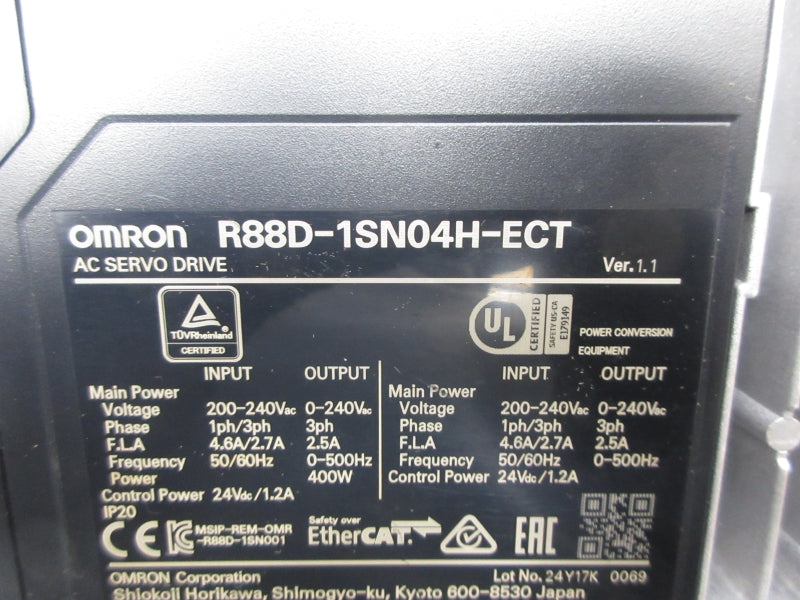 OMRON R88D-1SN04H-ECT
AC SERVO DRIVE Ver.1.1
TÜVRheinland
CERTIFIED
UL CERTIFIED
SAFETY US-CA
E179149
POWER CONVERSION
EQUIPMENT
INPUT OUTPUT
Main Power
Voltage 200-240Vac 0-240Vac
Phase 1ph/3ph 3ph
F.L.A 4.6A/2.7A 2.5A
Frequency 50/60Hz 0-500Hz
Power 400W
Control Power 24Vdc/1.2A
IP20
INPUT OUTPUT
Main Power
Voltage 200-240Vac 0-240Vac
Phase 1ph/3ph 3ph
F.L.A 4.6A/2.7A 2.5A
Frequency 50/60Hz 0-500Hz
Control Power 24Vdc/1.2A
CE
MSIP-REM-OMR
-R88D-1SN001
Safety over
EtherCAT.
EAC
OMRON Corporation Lot No. 24Y17K 0069
Shiokoji Horikawa, Shimogyo-ku, Kyoto 600-8530 Japan